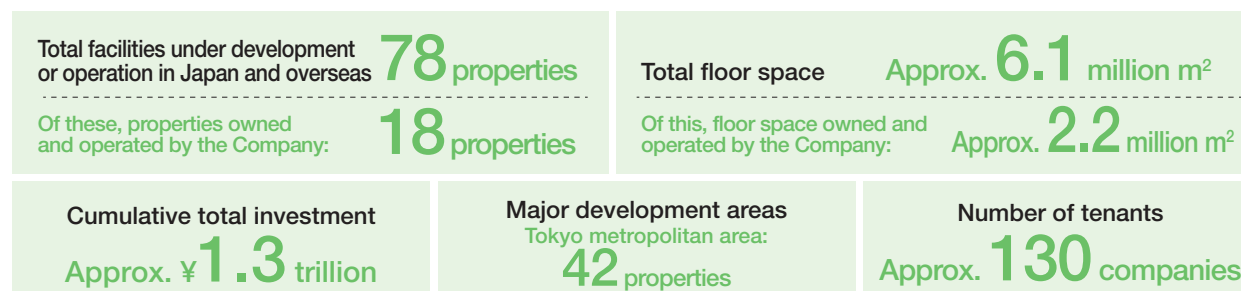 Total facilities under development
or operation in Japan and overseas 78 properties
Of these, properties owned
and operated by the Company: 18 properties
Total floor space Approx. 6.1 million m²
Of this, floor space owned and
operated by the Company: Approx. 2.2 million m²
Cumulative total investment
Approx. ¥1.3 trillion
Major development areas
Tokyo metropolitan area:
42 properties
Number of tenants
Approx. 130 companies